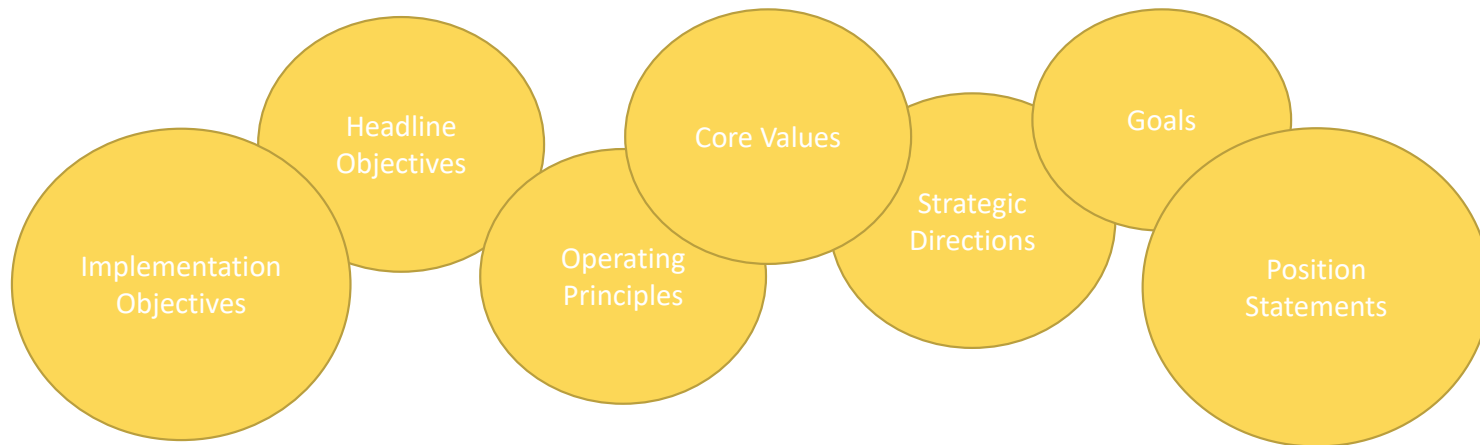 Implementation
Objectives
Headline
Objectives
Operating
Principles
Core Values
Strategic
Directions
Goals
Position
Statements